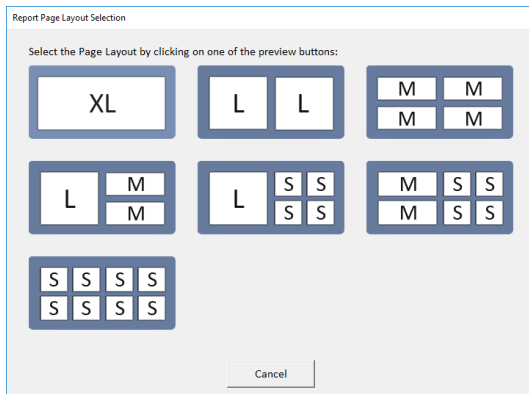 Report Page Layout Selection
Select the Page Layout by clicking on one of the preview buttons:
XL
L L
M M
M M
L
M
M
L
S S
S S
M S S
M S S
S S S S
S S S S
Cancel